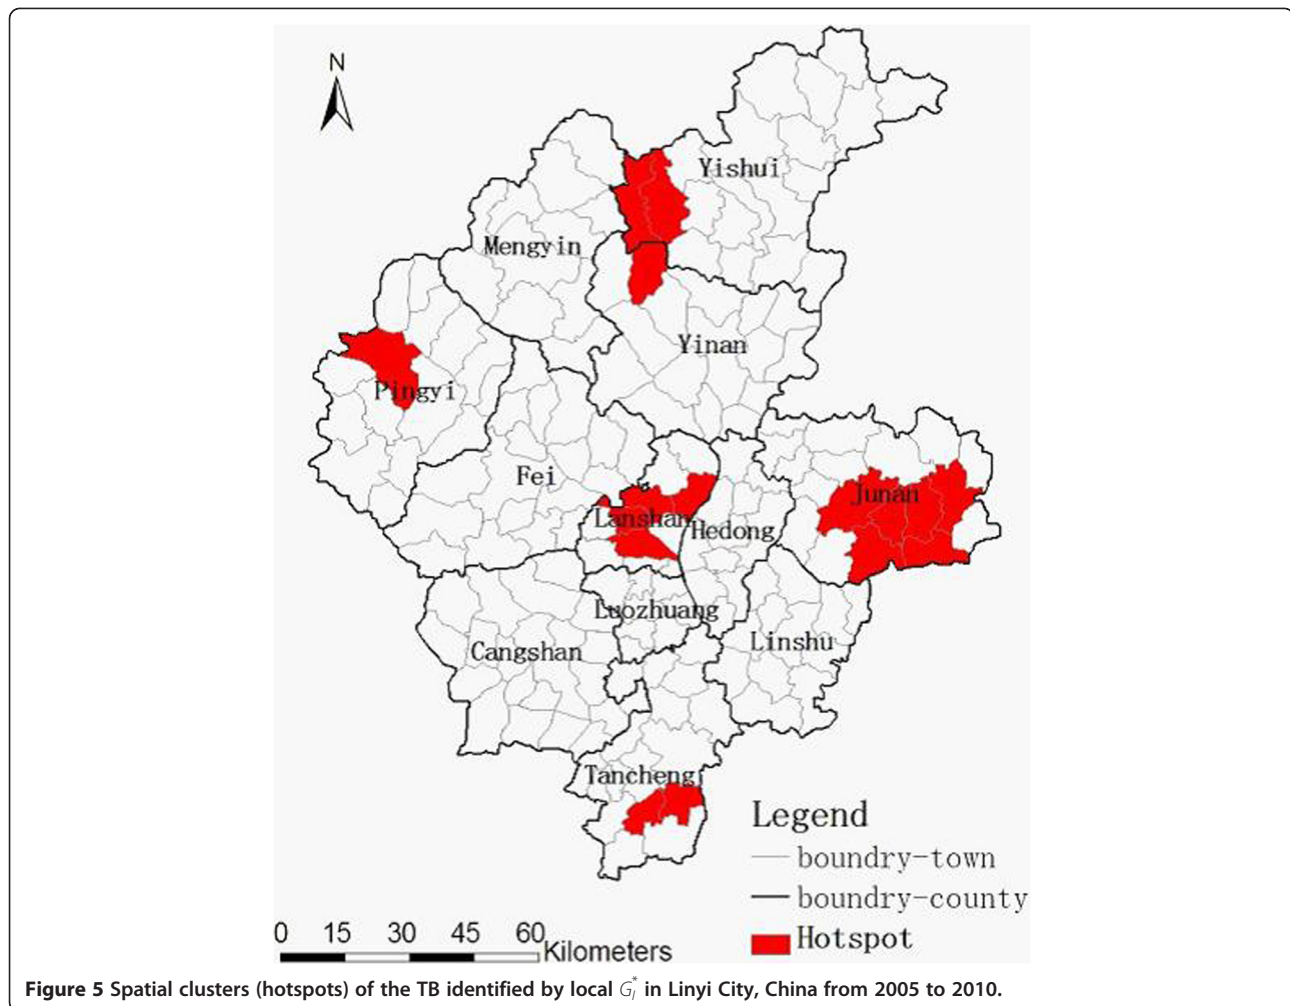 N
Yishui
Mengyin
Yinan
Pingyi
Fei
Junan
Lanshan
Hedong
Luozhuang
Linshu
Cangshan
Tancheng
Legend
boundry-town
boundry-county
Hotspot
0 15 30 45 60
Kilometers
Figure 5 Spatial clusters (hotspots) of the TB identified by local G_i^* in Linyi City, China from 2005 to 2010.